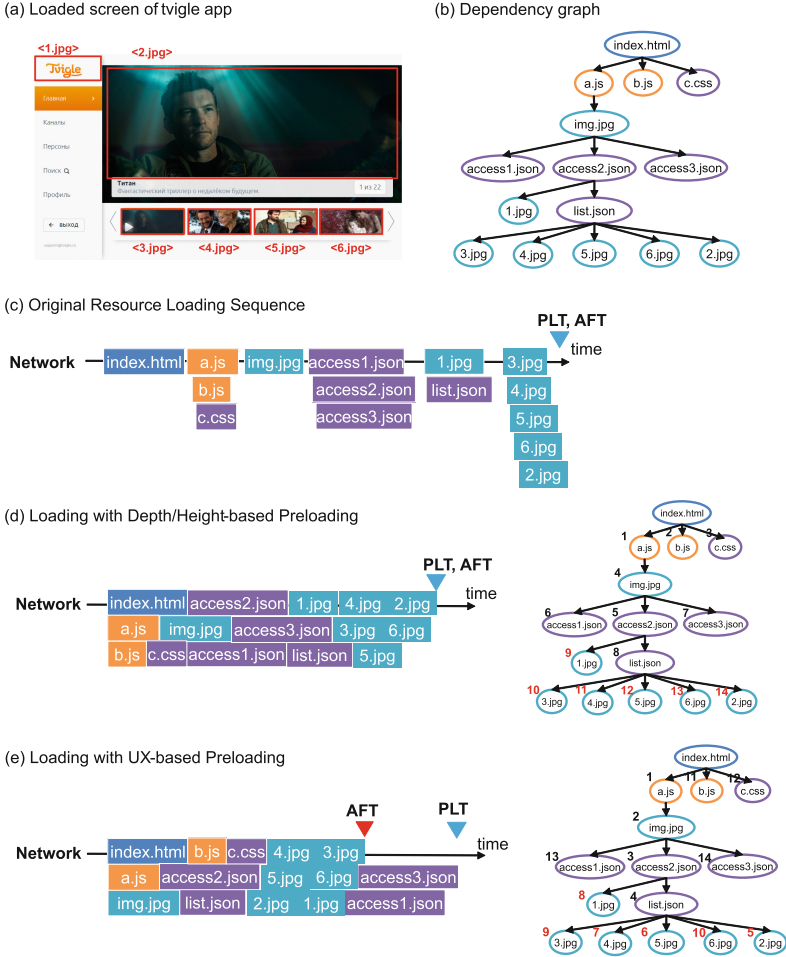 (a) Loaded screen of tvigle app
<1.jpg>
<2.jpg>
Tvigle
Главная
Каналы
Персоны
Поиск
Профиль
ВЫХОД
Титан
Фантастический триллер о недалёком будущем.
1 из 22
<3.jpg> <4.jpg> <5.jpg> <6.jpg>
(b) Dependency graph
index.html
a.js b.js c.css
img.jpg
access1.json access2.json access3.json
1.jpg list.json
3.jpg 4.jpg 5.jpg 6.jpg 2.jpg
(c) Original Resource Loading Sequence
PLT, AFT
time
Network index.html a.js img.jpg access1.json 1.jpg 3.jpg
b.js access2.json list.json 4.jpg
c.css access3.json 5.jpg
6.jpg
2.jpg
(d) Loading with Depth/Height-based Preloading
PLT, AFT
time
Network index.html access2.json 1.jpg 4.jpg 2.jpg
a.js img.jpg access3.json 3.jpg 6.jpg
b.js c.css access1.json list.json 5.jpg
index.html
1 2 3
a.js b.js c.css
4
img.jpg
6 5 7
access1.json access2.json access3.json
9 8
1.jpg list.json
10 11 12 13 14
3.jpg 4.jpg 5.jpg 6.jpg 2.jpg
(e) Loading with UX-based Preloading
AFT PLT
time
Network index.html b.js c.css 4.jpg 3.jpg
a.js access2.json 5.jpg 6.jpg access3.json
img.jpg list.json 2.jpg 1.jpg access1.json
index.html
1 11 12
a.js b.js c.css
2
img.jpg
13 3 14
access1.json access2.json access3.json
8 4
1.jpg list.json
9 7 6 10 5
3.jpg 4.jpg 5.jpg 6.jpg 2.jpg